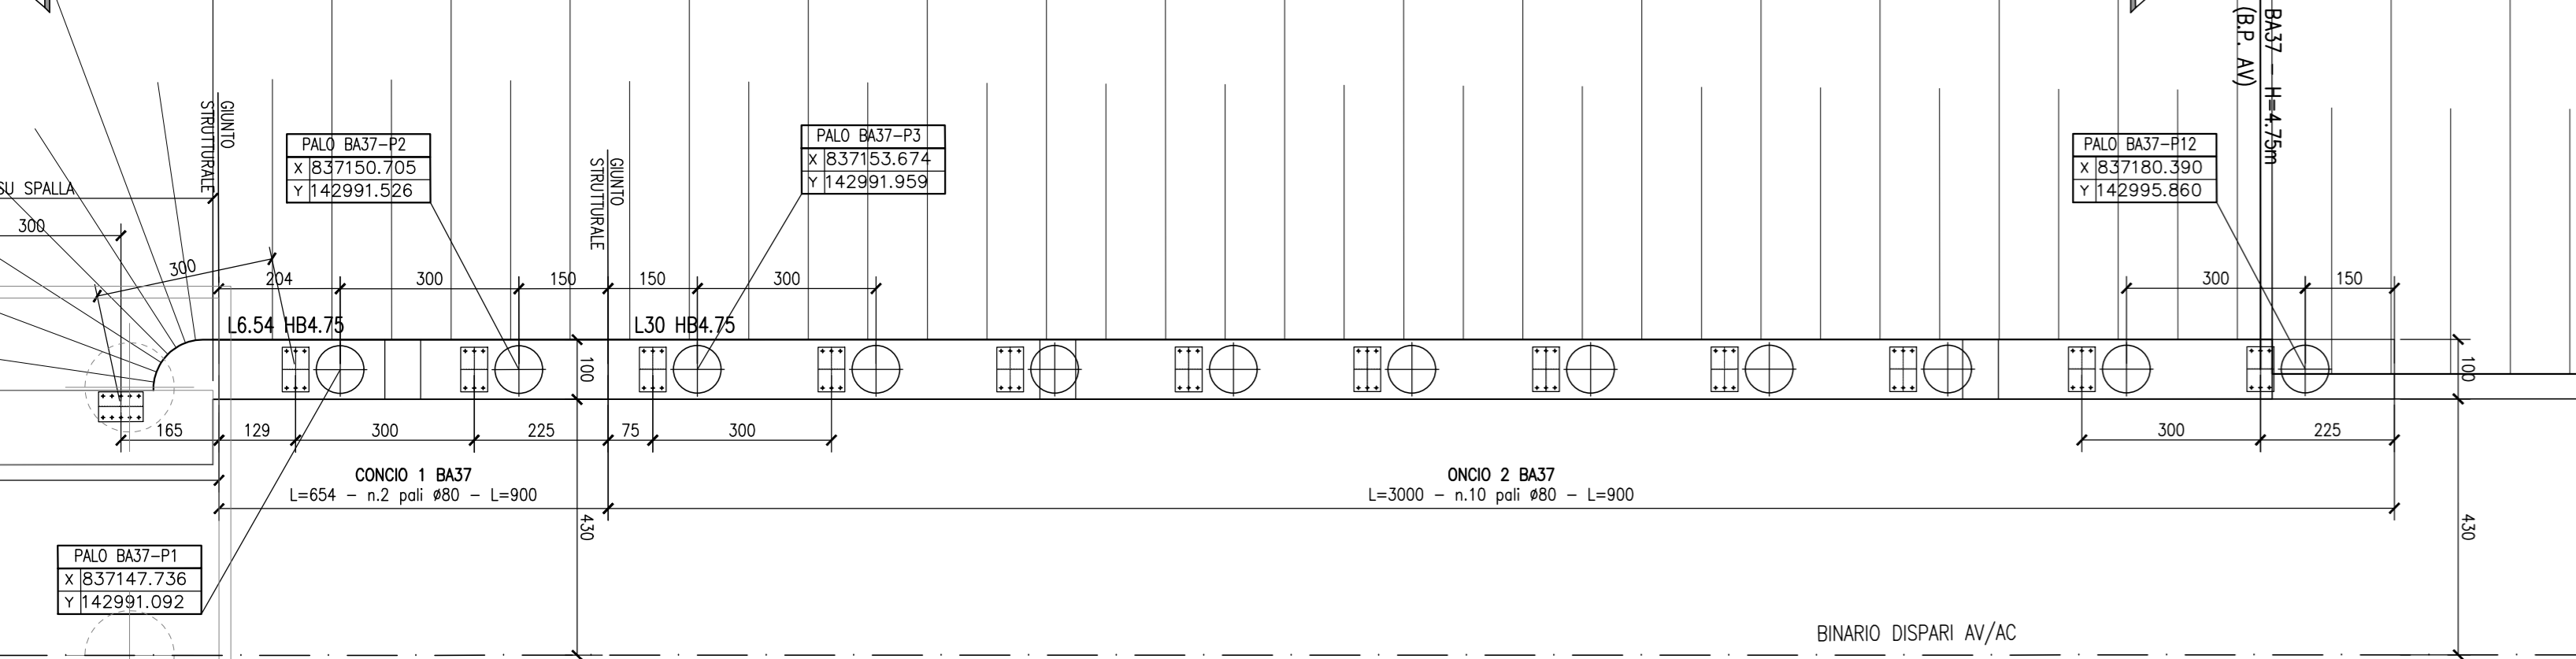 BA37 - H=4.75m
(B.P. AV)
GIUNTO
STRUTTURALE
PALO BA37-P2
X 837150.705
Y 142991.526
GIUNTO
STRUTTURALE
PALO BA37-P3
X 837153.674
Y 142991.959
PALO BA37-P12
X 837180.390
Y 142995.860
SU SPALLA
300
300
204
300
150
150
300
300
150
L6.54 HB4.75
L30 HB4.75
100
100
165
129
300
225
75
300
300
225
CONCIO 1 BA37
L=654 - n.2 pali ø80 - L=900
ONCIO 2 BA37
L=3000 - n.10 pali ø80 - L=900
430
430
PALO BA37-P1
X 837147.736
Y 142991.092
BINARIO DISPARI AV/AC